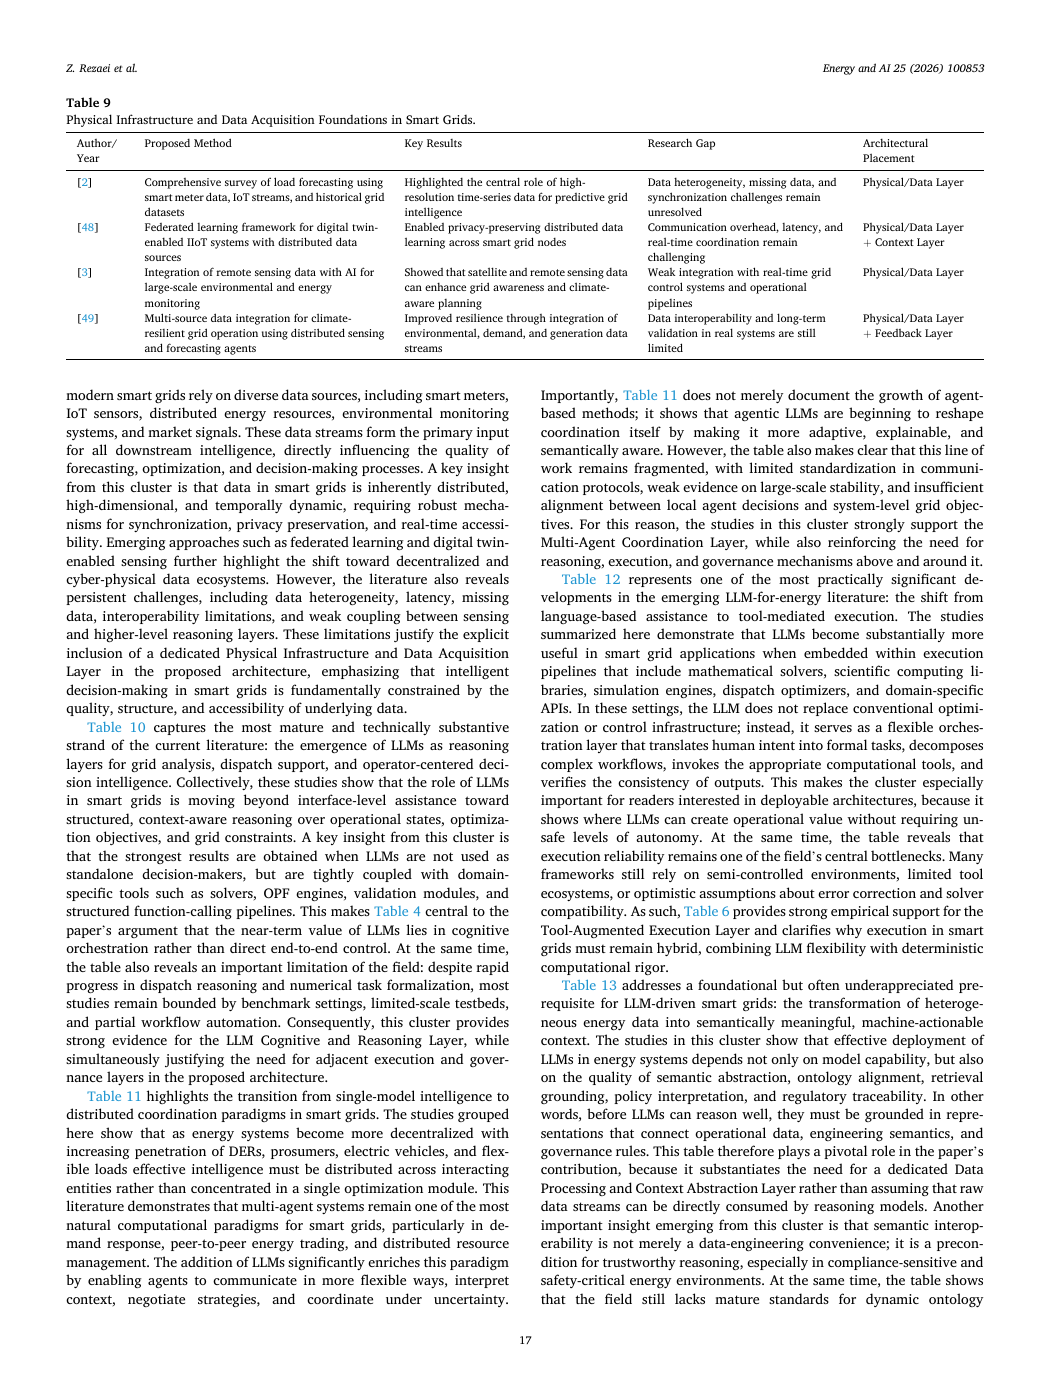 Z. Rezaei et al.
Energy and AI 25 (2026) 100853
Table 9
Physical Infrastructure and Data Acquisition Foundations in Smart Grids.
Author/ Year
Proposed Method
Key Results
Research Gap
Architectural Placement
[2]
Comprehensive survey of load forecasting using
smart meter data, IoT streams, and historical grid
datasets
Highlighted the central role of high-
resolution time-series data for predictive grid
intelligence
Data heterogeneity, missing data, and
synchronization challenges remain
unresolved
Physical/Data Layer
[48]
Federated learning framework for digital twin-
enabled IIoT systems with distributed data
sources
Enabled privacy-preserving distributed data
learning across smart grid nodes
Communication overhead, latency, and
real-time coordination remain
challenging
Physical/Data Layer
+ Context Layer
[3]
Integration of remote sensing data with AI for
large-scale environmental and energy
monitoring
Showed that satellite and remote sensing data
can enhance grid awareness and climate-
aware planning
Weak integration with real-time grid
control systems and operational
pipelines
Physical/Data Layer
[49]
Multi-source data integration for climate-
resilient grid operation using distributed sensing
and forecasting agents
Improved resilience through integration of
environmental, demand, and generation data
streams
Data interoperability and long-term
validation in real systems are still
limited
Physical/Data Layer
+ Feedback Layer
modern smart grids rely on diverse data sources, including smart meters,
IoT sensors, distributed energy resources, environmental monitoring
systems, and market signals. These data streams form the primary input
for all downstream intelligence, directly influencing the quality of
forecasting, optimization, and decision-making processes. A key insight
from this cluster is that data in smart grids is inherently distributed,
high-dimensional, and temporally dynamic, requiring robust mecha-
nisms for synchronization, privacy preservation, and real-time accessi-
bility. Emerging approaches such as federated learning and digital twin-
enabled sensing further highlight the shift toward decentralized and
cyber-physical data ecosystems. However, the literature also reveals
persistent challenges, including data heterogeneity, latency, missing
data, interoperability limitations, and weak coupling between sensing
and higher-level reasoning layers. These limitations justify the explicit
inclusion of a dedicated Physical Infrastructure and Data Acquisition
Layer in the proposed architecture, emphasizing that intelligent
decision-making in smart grids is fundamentally constrained by the
quality, structure, and accessibility of underlying data.
Table 10 captures the most mature and technically substantive
strand of the current literature: the emergence of LLMs as reasoning
layers for grid analysis, dispatch support, and operator-centered deci-
sion intelligence. Collectively, these studies show that the role of LLMs
in smart grids is moving beyond interface-level assistance toward
structured, context-aware reasoning over operational states, optimiza-
tion objectives, and grid constraints. A key insight from this cluster is
that the strongest results are obtained when LLMs are not used as
standalone decision-makers, but are tightly coupled with domain-
specific tools such as solvers, OPF engines, validation modules, and
structured function-calling pipelines. This makes Table 4 central to the
paper's argument that the near-term value of LLMs lies in cognitive
orchestration rather than direct end-to-end control. At the same time,
the table also reveals an important limitation of the field: despite rapid
progress in dispatch reasoning and numerical task formalization, most
studies remain bounded by benchmark settings, limited-scale testbeds,
and partial workflow automation. Consequently, this cluster provides
strong evidence for the LLM Cognitive and Reasoning Layer, while
simultaneously justifying the need for adjacent execution and gover-
nance layers in the proposed architecture.
Table 11 highlights the transition from single-model intelligence to
distributed coordination paradigms in smart grids. The studies grouped
here show that as energy systems become more decentralized with
increasing penetration of DERs, prosumers, electric vehicles, and flex-
ible loads effective intelligence must be distributed across interacting
entities rather than concentrated in a single optimization module. This
literature demonstrates that multi-agent systems remain one of the most
natural computational paradigms for smart grids, particularly in de-
mand response, peer-to-peer energy trading, and distributed resource
management. The addition of LLMs significantly enriches this paradigm
by enabling agents to communicate in more flexible ways, interpret
context, negotiate strategies, and coordinate under uncertainty.
Importantly, Table 11 does not merely document the growth of agent-
based methods; it shows that agentic LLMs are beginning to reshape
coordination itself by making it more adaptive, explainable, and
semantically aware. However, the table also makes clear that this line of
work remains fragmented, with limited standardization in communi-
cation protocols, weak evidence on large-scale stability, and insufficient
alignment between local agent decisions and system-level grid objec-
tives. For this reason, the studies in this cluster strongly support the
Multi-Agent Coordination Layer, while also reinforcing the need for
reasoning, execution, and governance mechanisms above and around it.
Table 12 represents one of the most practically significant de-
velopments in the emerging LLM-for-energy literature: the shift from
language-based assistance to tool-mediated execution. The studies
summarized here demonstrate that LLMs become substantially more
useful in smart grid applications when embedded within execution
pipelines that include mathematical solvers, scientific computing li-
braries, simulation engines, dispatch optimizers, and domain-specific
APIs. In these settings, the LLM does not replace conventional optimi-
zation or control infrastructure; instead, it serves as a flexible orches-
tration layer that translates human intent into formal tasks, decomposes
complex workflows, invokes the appropriate computational tools, and
verifies the consistency of outputs. This makes the cluster especially
important for readers interested in deployable architectures, because it
shows where LLMs can create operational value without requiring un-
safe levels of autonomy. At the same time, the table reveals that
execution reliability remains one of the field's central bottlenecks. Many
frameworks still rely on semi-controlled environments, limited tool
ecosystems, or optimistic assumptions about error correction and solver
compatibility. As such, Table 6 provides strong empirical support for the
Tool-Augmented Execution Layer and clarifies why execution in smart
grids must remain hybrid, combining LLM flexibility with deterministic
computational rigor.
Table 13 addresses a foundational but often underappreciated pre-
requisite for LLM-driven smart grids: the transformation of heteroge-
neous energy data into semantically meaningful, machine-actionable
context. The studies in this cluster show that effective deployment of
LLMs in energy systems depends not only on model capability, but also
on the quality of semantic abstraction, ontology alignment, retrieval
grounding, policy interpretation, and regulatory traceability. In other
words, before LLMs can reason well, they must be grounded in repre-
sentations that connect operational data, engineering semantics, and
governance rules. This table therefore plays a pivotal role in the paper's
contribution, because it substantiates the need for a dedicated Data
Processing and Context Abstraction Layer rather than assuming that raw
data streams can be directly consumed by reasoning models. Another
important insight emerging from this cluster is that semantic interop-
erability is not merely a data-engineering convenience; it is a precon-
dition for trustworthy reasoning, especially in compliance-sensitive and
safety-critical energy environments. At the same time, the table shows
that the field still lacks mature standards for dynamic ontology
17